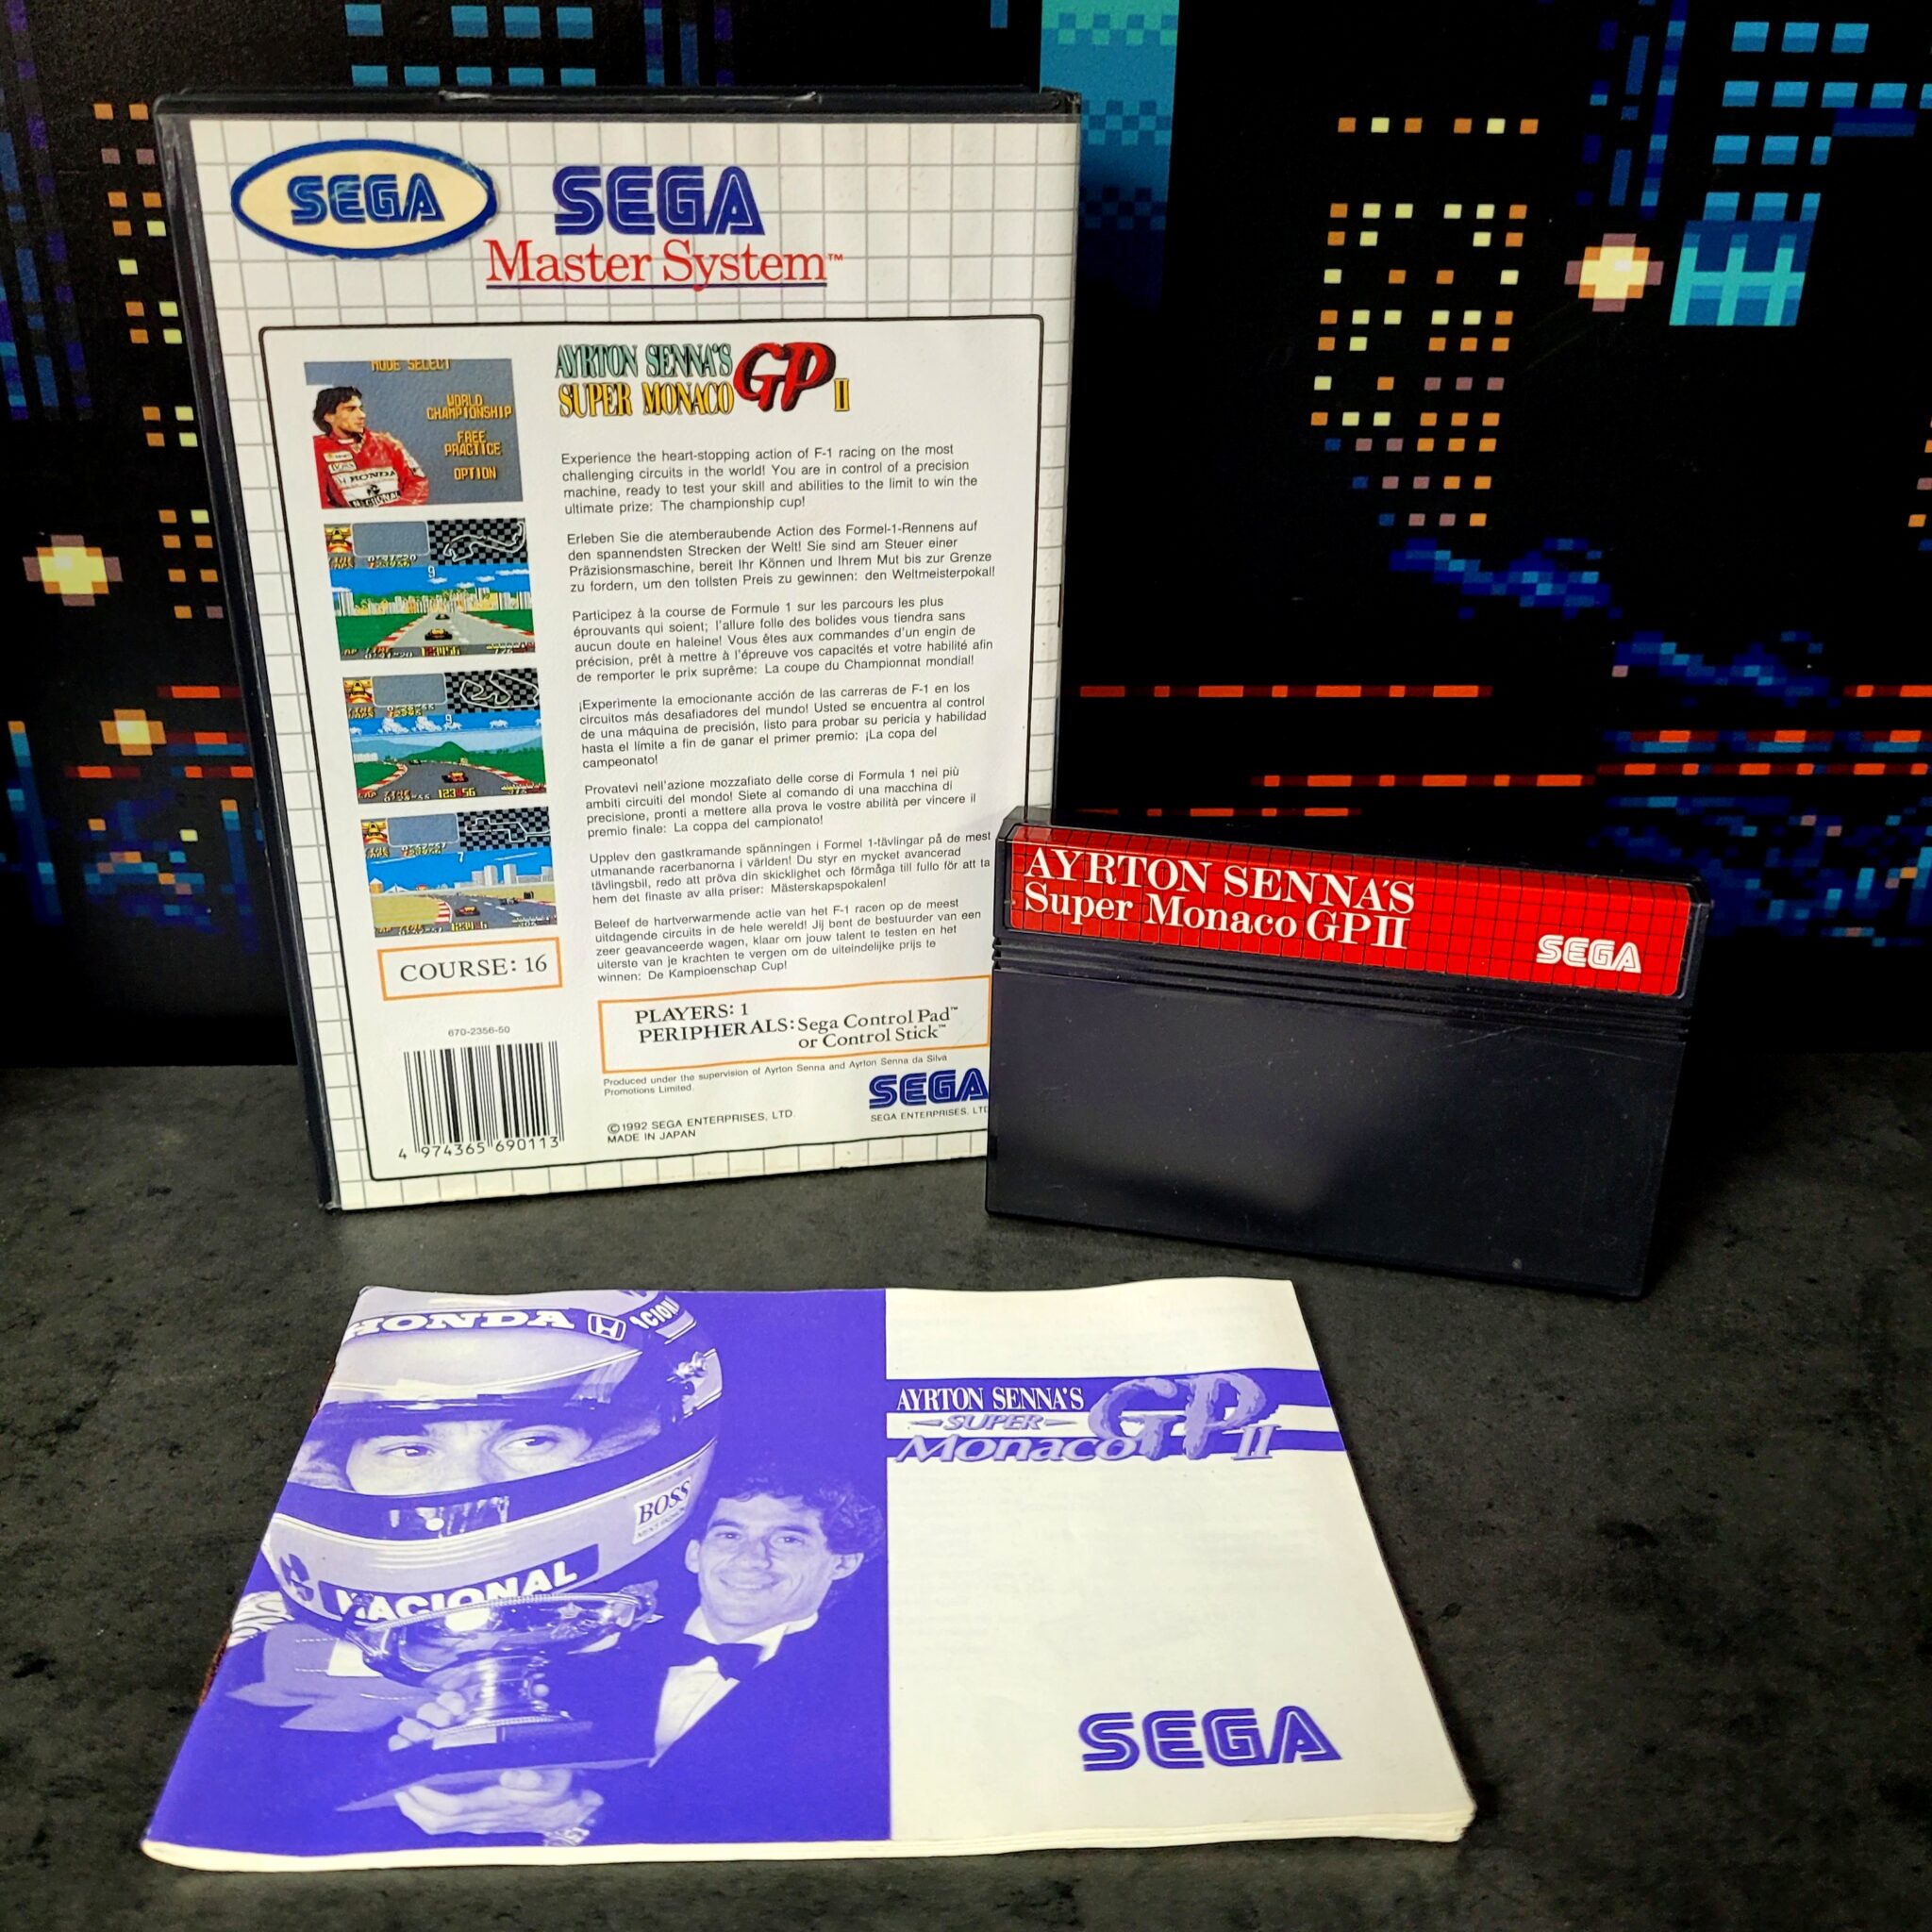 SEGA
SEGA
Master System™
MODE SELECT
WORLD
CHAMPIONSHIP
FREE
PRACTICE
OPTION
HONDA
AYRTON SENNA'S
SUPER MONACO GP II
Experience the heart-stopping action of F-1 racing on the most
challenging circuits in the world! You are in control of a precision
machine, ready to test your skill and abilities to the limit to win the
ultimate prize: The championship cup!
Erleben Sie die atemberaubende Action des Formel-1-Rennens auf
den spannendsten Strecken der Welt! Sie sind am Steuer einer
Präzisionsmaschine, bereit Ihr Können und Ihrem Mut bis zur Grenze
zu fordern, um den tollsten Preis zu gewinnen: den Weltmeisterpokal!
Participez à la course de Formule 1 sur les parcours les plus
éprouvants qui soient; l'allure folle des bolides vous tiendra sans
aucun doute en haleine! Vous êtes aux commandes d'un engin de
précision, prêt à mettre à l'épreuve vos capacités et votre habilité afin
de remporter le prix suprême: La coupe du Championnat mondial!
¡Experimente la emocionante acción de las carreras de F-1 en los
circuitos más desafiadores del mundo! Usted se encuentra al control
de una máquina de precisión, listo para probar su pericia y habilidad
hasta el límite a fin de ganar el primer premio: ¡La copa del
campeonato!
Provatevi nell'azione mozzafiato delle corse di Formula 1 nei più
ambiti circuiti del mondo! Siete al comando di una macchina di
precisione, pronti a mettere alla prova le vostre abilità per vincere il
premio finale: La coppa del campionato!
Upplev den gastkramande spänningen i Formel 1-tävlingar på de mest
utmanande racerbanorna i världen! Du styr en mycket avancerad
tävlingsbil, redo att pröva din skicklighet och förmåga till fullo för att ta
hem det finaste av alla priser: Mästerskapspokalen!
Beleef de hartverwarmende actie van het F-1 racen op de meest
uitdagende circuits in de hele wereld! Jij bent de bestuurder van een
zeer geavanceerde wagen, klaar om jouw talent te testen en het
uiterste van je krachten te vergen om de uiteindelijke prijs te
winnen: De Kampioenschap Cup!
9
9
7
COURSE: 16
PLAYERS: 1
PERIPHERALS: Sega Control Pad™
or Control Stick™
670-2356-50
4 974365 690113
Produced under the supervision of Ayrton Senna and Ayrton Senna da Silva
Promotions Limited.
SEGA
SEGA ENTERPRISES, LTD
©1992 SEGA ENTERPRISES, LTD.
MADE IN JAPAN
AYRTON SENNA'S
Super Monaco GP II
SEGA
HONDA
BOSS
NACIONAL
AYRTON SENNA'S
SUPER
Monaco GP II
SEGA